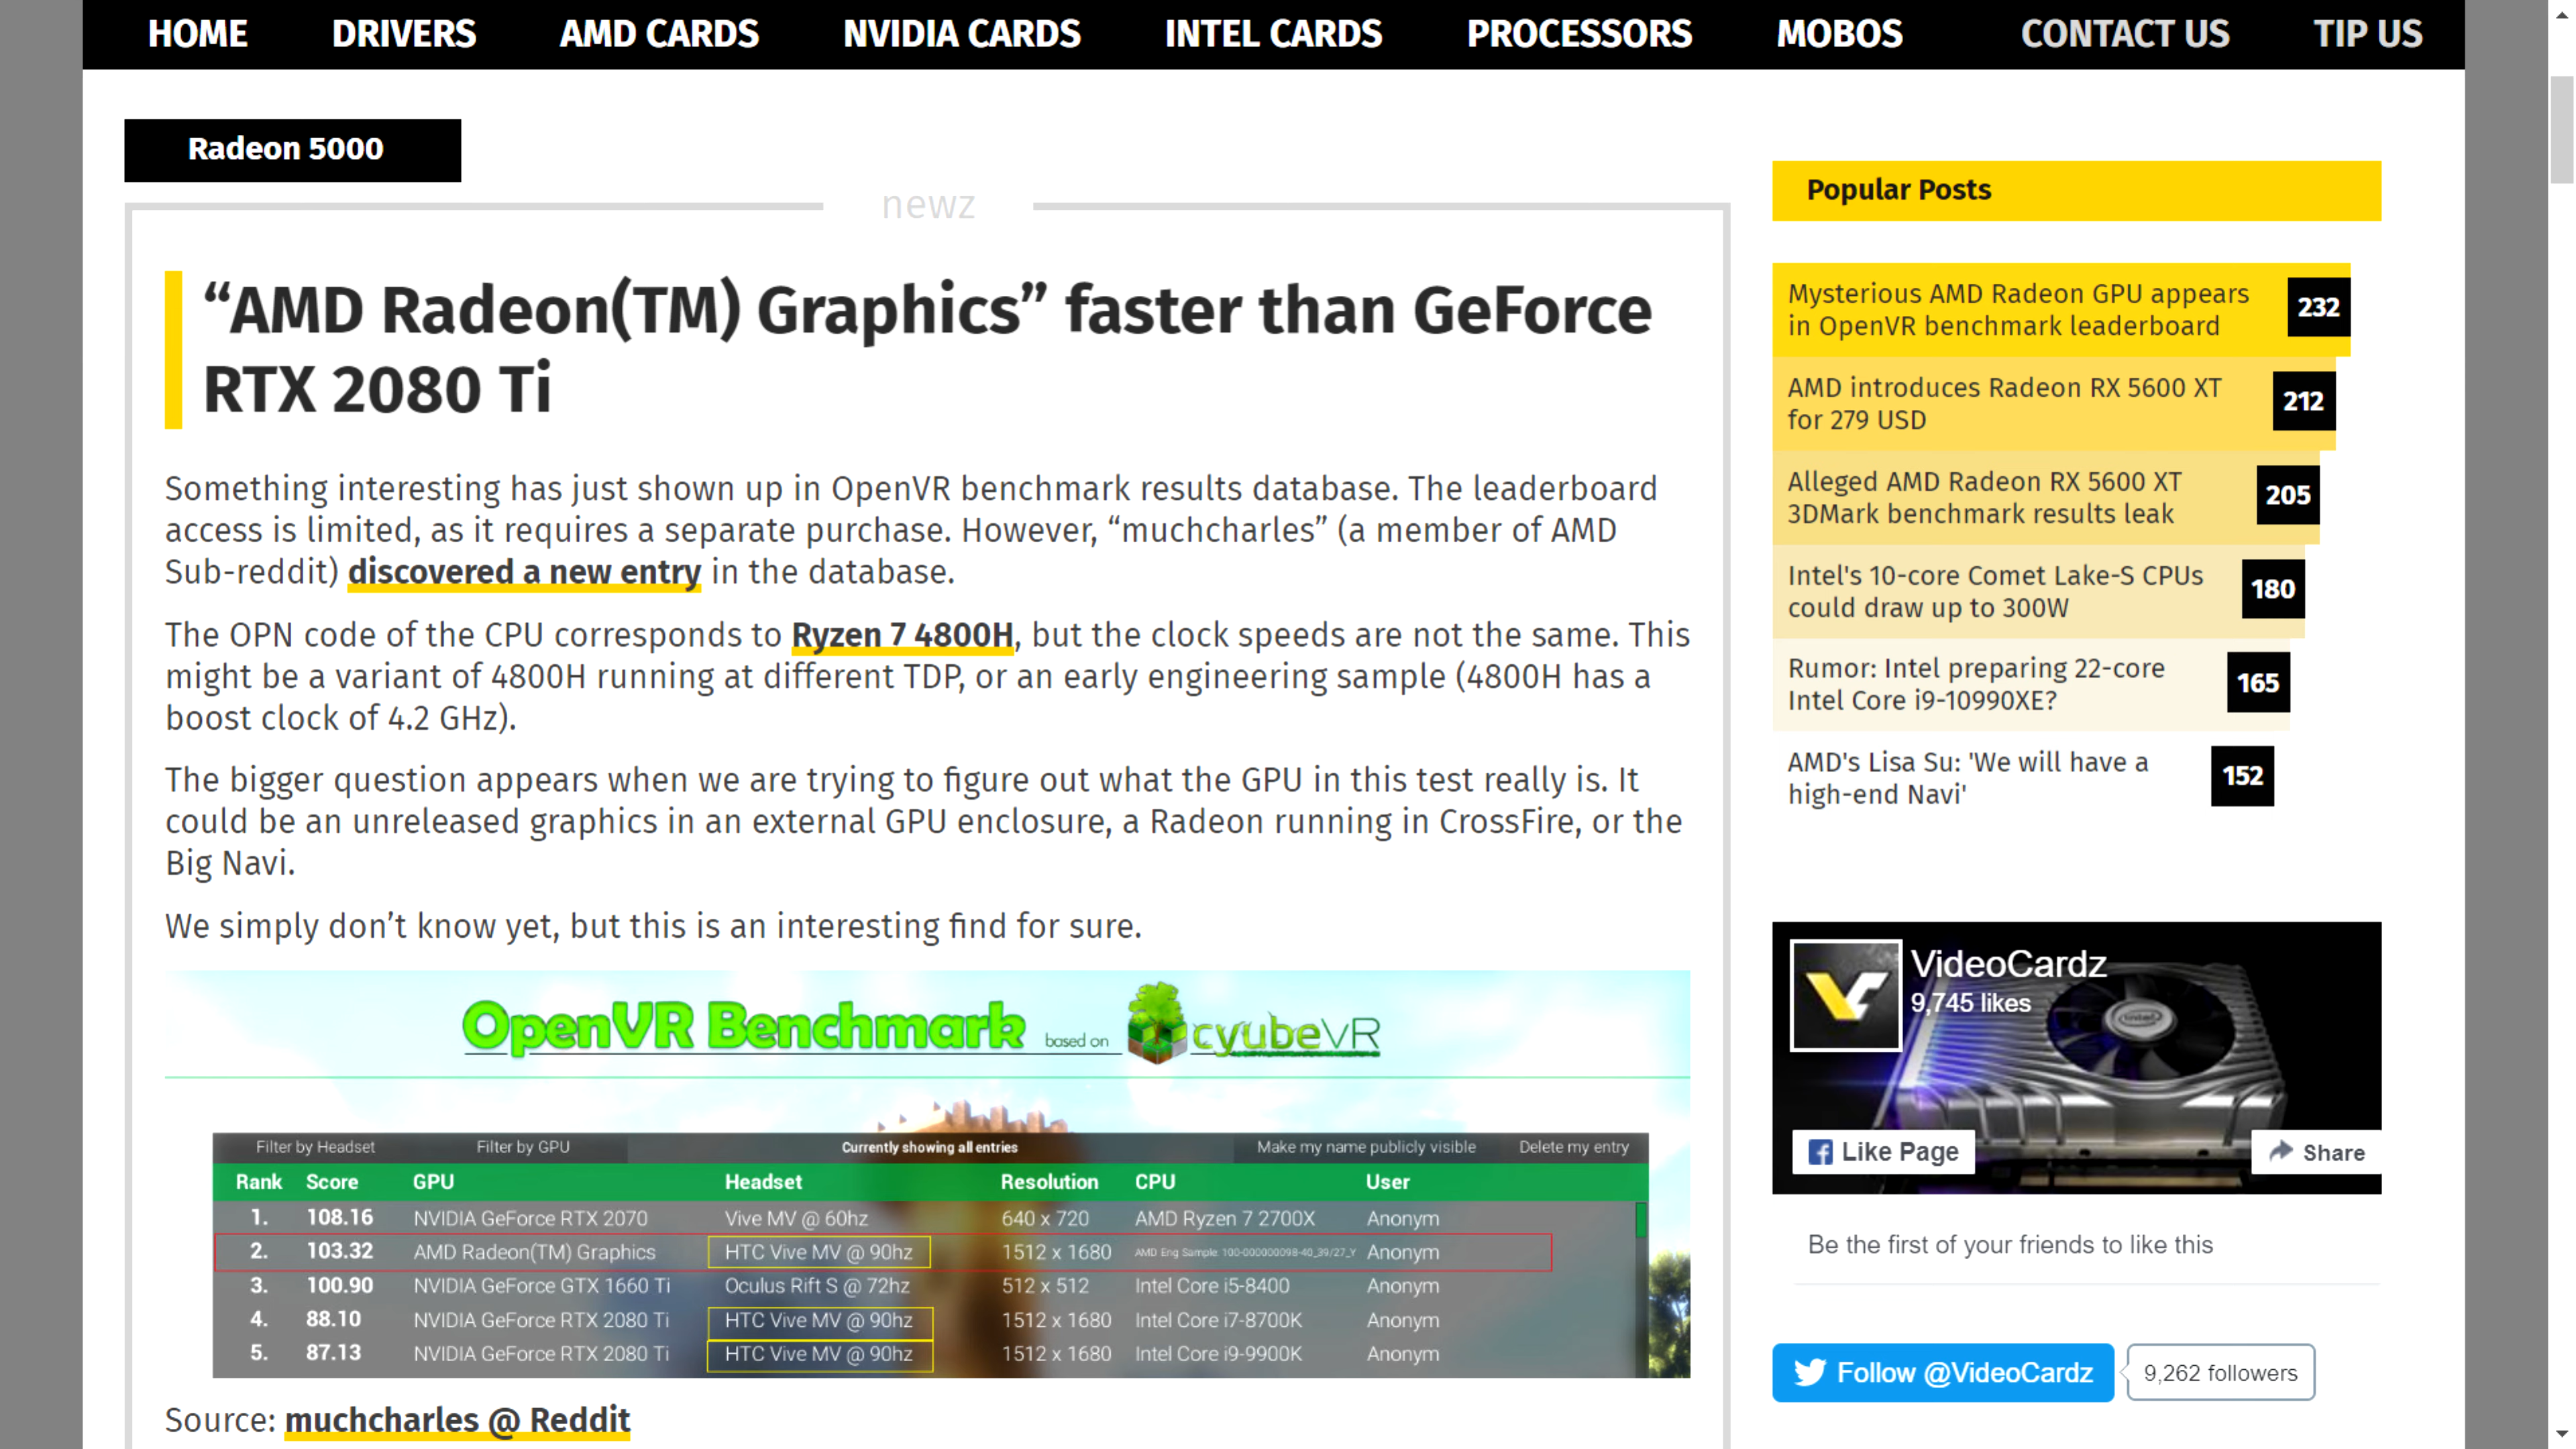 HOME DRIVERS AMD CARDS NVIDIA CARDS INTEL CARDS PROCESSORS MOBOS CONTACT US TIP US
Radeon 5000
newz
“AMD Radeon(TM) Graphics” faster than GeForce
RTX 2080 Ti
Something interesting has just shown up in OpenVR benchmark results database. The leaderboard
access is limited, as it requires a separate purchase. However, “muchcharles” (a member of AMD
Sub-reddit) discovered a new entry in the database.
The OPN code of the CPU corresponds to Ryzen 7 4800H, but the clock speeds are not the same. This
might be a variant of 4800H running at different TDP, or an early engineering sample (4800H has a
boost clock of 4.2 GHz).
The bigger question appears when we are trying to figure out what the GPU in this test really is. It
could be an unreleased graphics in an external GPU enclosure, a Radeon running in CrossFire, or the
Big Navi.
We simply don’t know yet, but this is an interesting find for sure.
OpenVR Benchmark based on cyubeVR
Filter by Headset Filter by GPU Currently showing all entries Make my name publicly visible Delete my entry
Rank Score GPU Headset Resolution CPU User
1. 108.16 NVIDIA GeForce RTX 2070 Vive MV @ 60hz 640 x 720 AMD Ryzen 7 2700X Anonym
2. 103.32 AMD Radeon(TM) Graphics HTC Vive MV @ 90hz 1512 x 1680 AMD Eng Sample: 100-000000098-40_39/27_Y Anonym
3. 100.90 NVIDIA GeForce GTX 1660 Ti Oculus Rift S @ 72hz 512 x 512 Intel Core i5-8400 Anonym
4. 88.10 NVIDIA GeForce RTX 2080 Ti HTC Vive MV @ 90hz 1512 x 1680 Intel Core i7-8700K Anonym
5. 87.13 NVIDIA GeForce RTX 2080 Ti HTC Vive MV @ 90hz 1512 x 1680 Intel Core i9-9900K Anonym
Source: muchcharles @ Reddit
Popular Posts
Mysterious AMD Radeon GPU appears
in OpenVR benchmark leaderboard
232
AMD introduces Radeon RX 5600 XT
for 279 USD
212
Alleged AMD Radeon RX 5600 XT
3DMark benchmark results leak
205
Intel's 10-core Comet Lake-S CPUs
could draw up to 300W
180
Rumor: Intel preparing 22-core
Intel Core i9-10990XE?
165
AMD's Lisa Su: 'We will have a
high-end Navi'
152
VideoCardz
9,745 likes
intel
Like Page Share
Be the first of your friends to like this
Follow @VideoCardz 9,262 followers